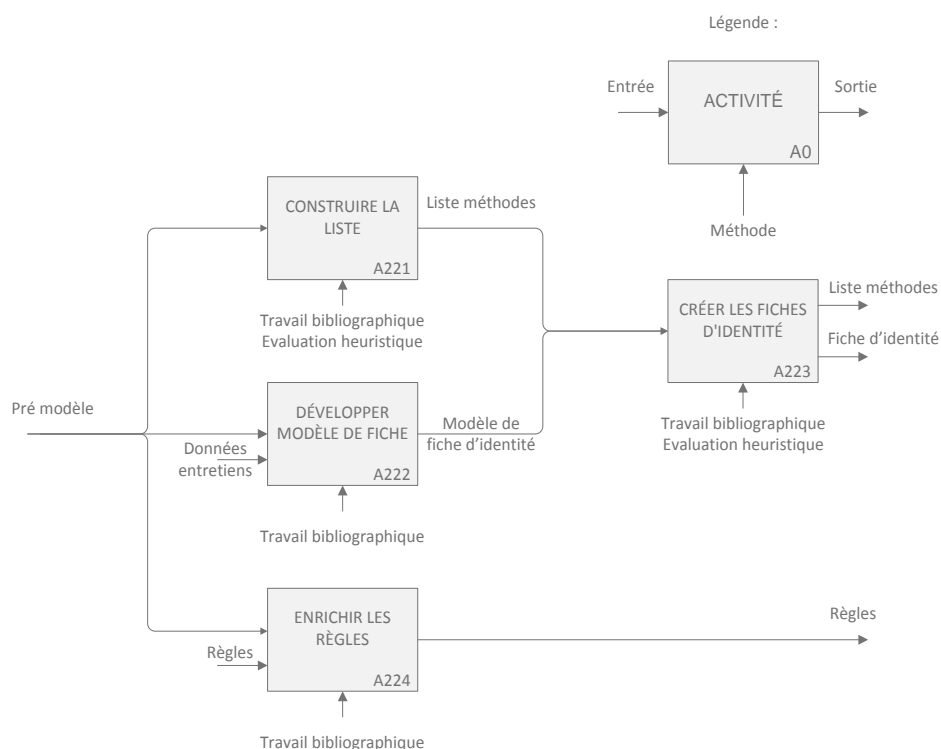 Légende :
Entrée
ACTIVITÉ
A0
Sortie
Méthode
CONSTRUIRE LA
LISTE
A221
Liste méthodes
Travail bibliographique
Evaluation heuristique
CRÉER LES FICHES
D'IDENTITÉ
A223
Liste méthodes
Fiche d’identité
Travail bibliographique
Evaluation heuristique
Pré modèle
DÉVELOPPER
MODÈLE DE FICHE
A222
Données
entretiens
Modèle de
fiche d’identité
Travail bibliographique
ENRICHIR LES
RÈGLES
A224
Règles
Règles
Travail bibliographique